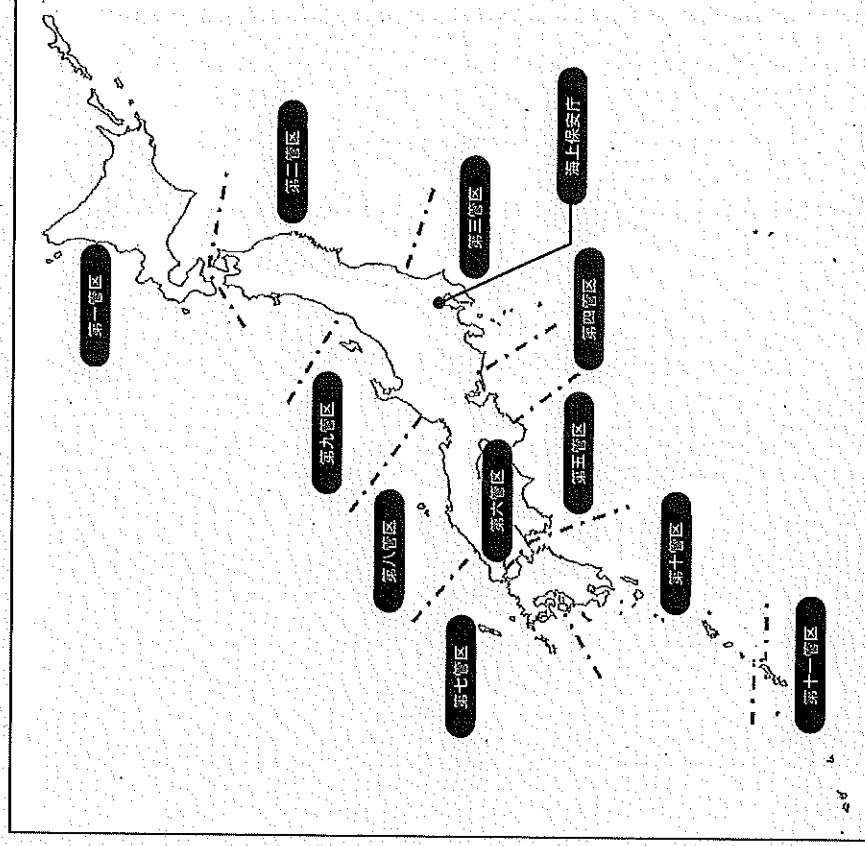 第一管区
第二管区
第三管区
海上保安庁
第四管区
第五管区
第六管区
第七管区
第八管区
第九管区
第十管区
第十一管区